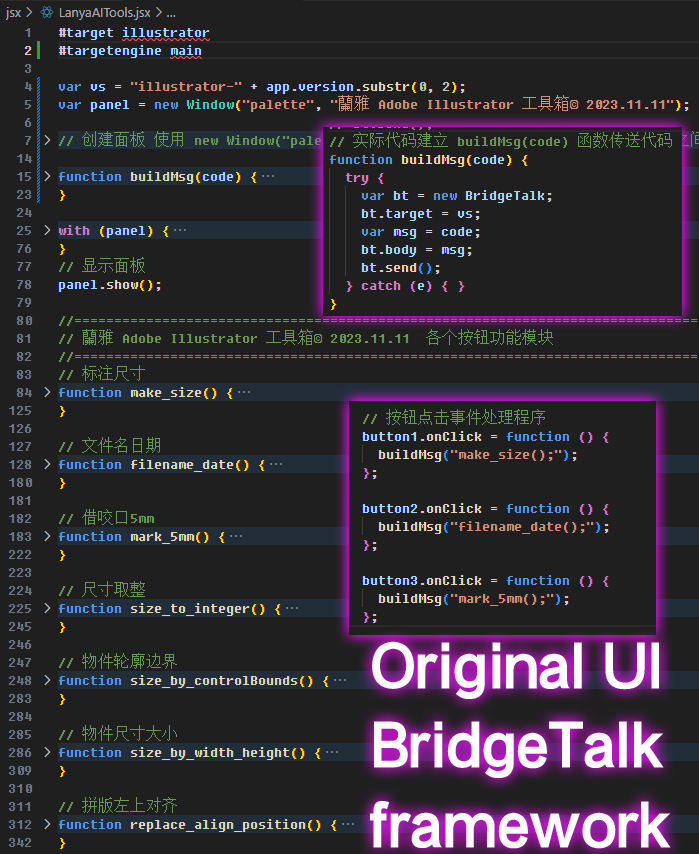 jsx > LanyaAITools.jsx > ...
1 #target illustrator
2 #targetengine main
3
4 var vs = "illustrator-" + app.version.substr(0, 2);
5 var panel = new Window("palette", "蘭雅 Adobe Illustrator 工具箱© 2023.11.11");
6
7 > // 创建面板 使用 new Window("pale
14
15 > function buildMsg(code) { ···
23 }
24
25 > with (panel) { ···
76 }
77 // 显示面板
78 panel.show();
79
80 //==============================================================================
81 // 蘭雅 Adobe Illustrator 工具箱© 2023.11.11 各个按钮功能模块
82 //==============================================================================
83 // 标注尺寸
84 > function make_size() { ···
125 }
126
127 // 文件名日期
128 > function filename_date() { ···
180 }
181
182 // 借咬口5mm
183 > function mark_5mm() { ···
222 }
223
224 // 尺寸取整
225 > function size_to_integer() { ···
245 }
246
247 // 物件轮廓边界
248 > function size_by_controlBounds() { ···
283 }
284
285 // 物件尺寸大小
286 > function size_by_width_height() { ···
309 }
310
311 // 拼版左上对齐
312 > function replace_align_position() { ···
342 }
// 实际代码建立 buildMsg(code) 函数传送代码
之间
function buildMsg(code) {
try {
var bt = new BridgeTalk;
bt.target = vs;
var msg = code;
bt.body = msg;
bt.send();
} catch (e) { }
}
// 按钮点击事件处理程序
button1.onClick = function () {
buildMsg("make_size();");
};
button2.onClick = function () {
buildMsg("filename_date();");
};
button3.onClick = function () {
buildMsg("mark_5mm();");
};
Original UI
BridgeTalk
framework